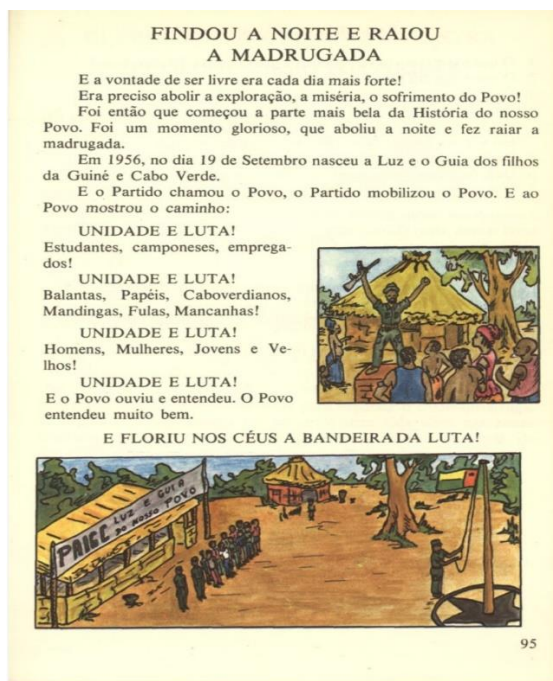 FINDOU A NOITE E RAIOU
A MADRUGADA
E a vontade de ser livre era cada dia mais forte!
Era preciso abolir a exploração, a miséria, o sofrimento do Povo!
Foi então que começou a parte mais bela da História do nosso
Povo. Foi um momento glorioso, que aboliu a noite e fez raiar a
madrugada.
Em 1956, no dia 19 de Setembro nasceu a Luz e o Guia dos filhos
da Guiné e Cabo Verde.
E o Partido chamou o Povo, o Partido mobilizou o Povo. E ao
Povo mostrou o caminho:
UNIDADE E LUTA!
Estudantes, camponeses, emprega-
dos!
UNIDADE E LUTA!
Balantas, Papéis, Caboverdianos,
Mandingas, Fulas, Mancanhas!
UNIDADE E LUTA!
Homens, Mulheres, Jovens e Ve-
lhos!
UNIDADE E LUTA!
E o Povo ouviu e entendeu. O Povo
entendeu muito bem.
E FLORIU NOS CÉUS A BANDEIRA DA LUTA!
PAIGC LUZ E GUIA
DO NOSSO POVO
95